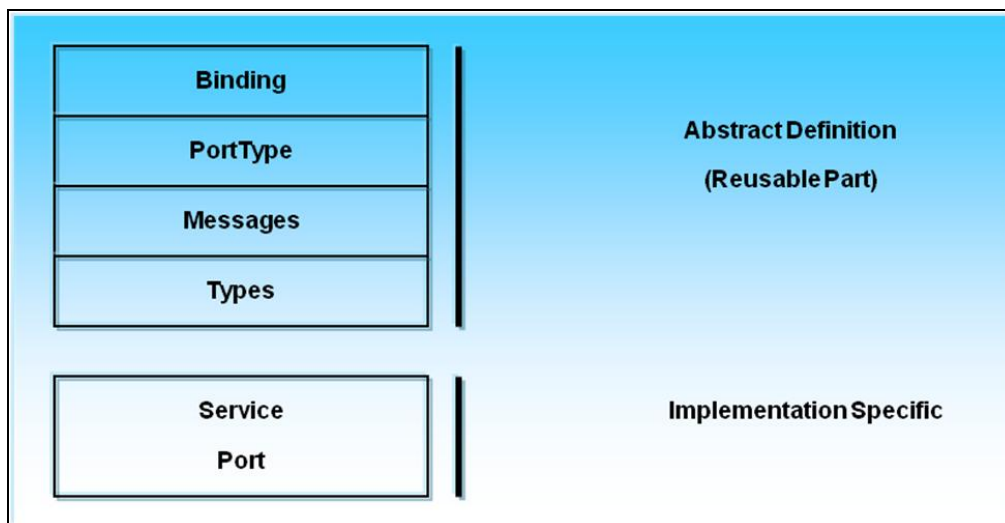 Binding
PortType
Abstract Definition
(Reusable Part)
Messages
Types
Service
Port
Implementation Specific